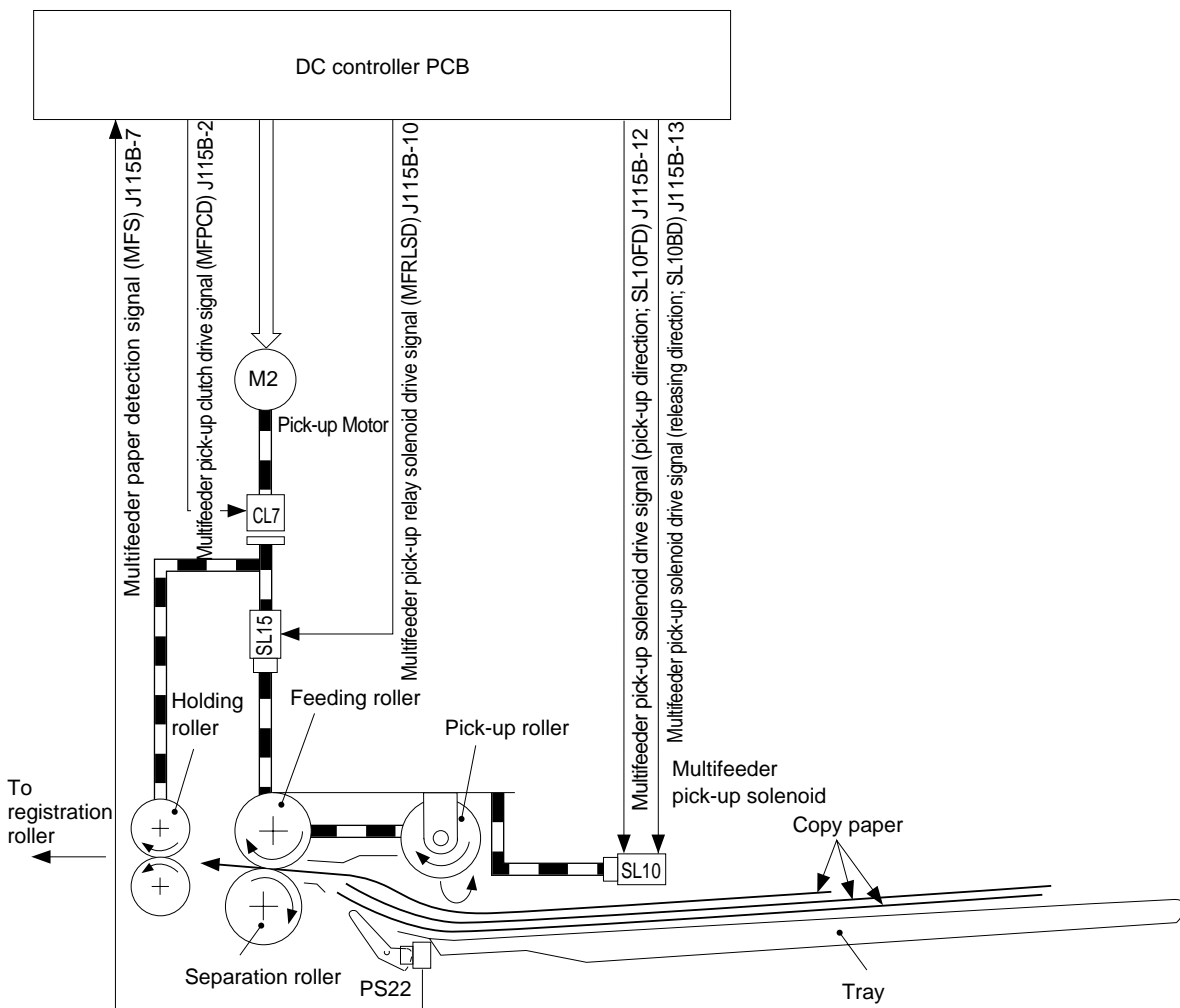 DC controller PCB
Multifeeder paper detection signal (MFS) J115B-7
Multifeeder pick-up clutch drive signal (MFPCD) J115B-2
Multifeeder pick-up relay solenoid drive signal (MFRLSD) J115B-10
Multifeeder pick-up solenoid drive signal (pick-up direction; SL10FD) J115B-12
Multifeeder pick-up solenoid drive signal (releasing direction; SL10BD) J115B-13
M2
Pick-up Motor
CL7
SL15
Holding
roller
Feeding roller
Pick-up roller
Multifeeder
pick-up solenoid
To
registration
roller
Copy paper
SL10
Separation roller
PS22
Tray